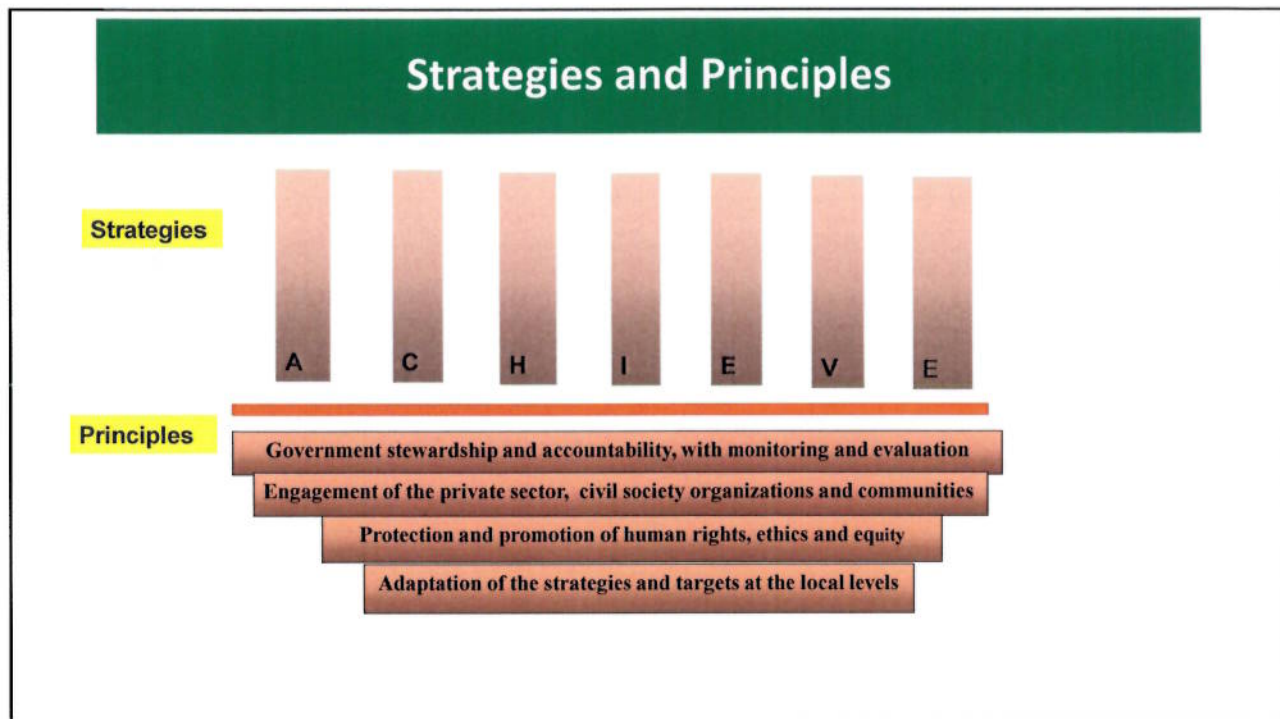 Strategies and Principles
Strategies
A C H I E V E
Principles
Government stewardship and accountability, with monitoring and evaluation
Engagement of the private sector, civil society organizations and communities
Protection and promotion of human rights, ethics and equity
Adaptation of the strategies and targets at the local levels